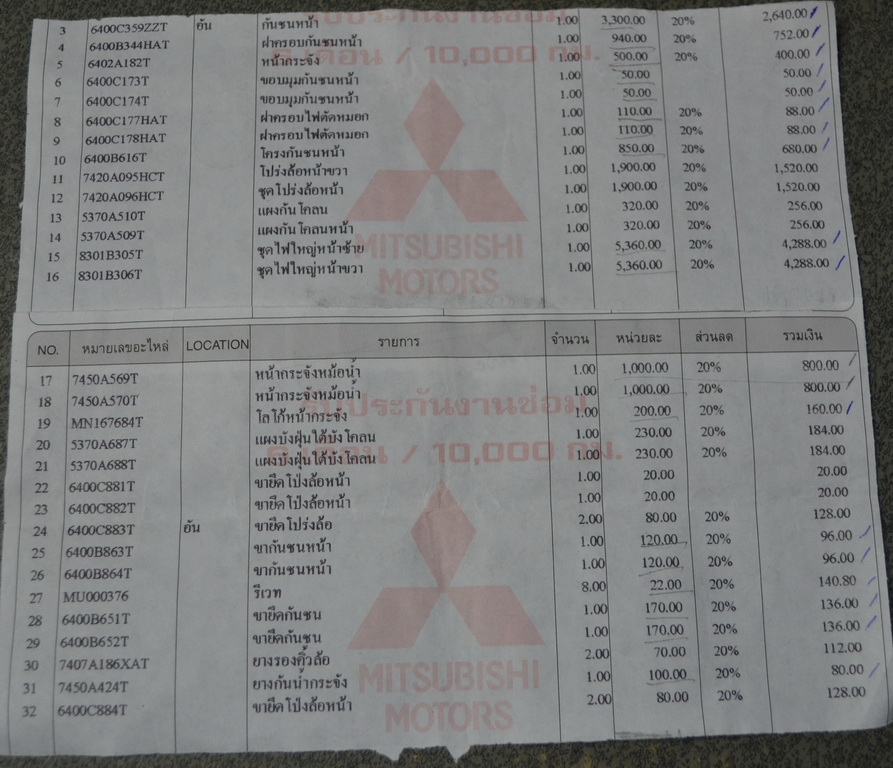 รับประกันงานซ่อม
3 6400C359ZZT อัน กันชนหน้า 1.00 3,300.00 20% 2,640.00
4 6400B344HAT ฝาครอบกันชนหน้า 1.00 940.00 20% 752.00
5 6402A182T หน้ากระจัง 1.00 500.00 20% 400.00
6 6400C173T ขอบมุมกันชนหน้า 1.00 50.00 50.00
7 6400C174T ขอบมุมกันชนหน้า 1.00 50.00 50.00
8 6400C177HAT ฝาครอบไฟตัดหมอก 1.00 110.00 20% 88.00
9 6400C178HAT ฝาครอบไฟตัดหมอก 1.00 110.00 20% 88.00
10 6400B616T โครงกันชนหน้า 1.00 850.00 20% 680.00
11 7420A095HCT โปร่งล้อหน้าขวา 1.00 1,900.00 20% 1,520.00
12 7420A096HCT ชุดโปร่งล้อหน้า 1.00 1,900.00 20% 1,520.00
13 5370A510T แผงกันโคลน 1.00 320.00 20% 256.00
14 5370A509T แผงกันโคลนหน้า 1.00 320.00 20% 256.00
15 8301B305T ชุดไฟใหญ่หน้าซ้าย 1.00 5,360.00 20% 4,288.00
16 8301B306T ชุดไฟใหญ่หน้าขวา 1.00 5,360.00 20% 4,288.00
/ 10,000 กม.
MITSUBISHI
MOTORS
NO. หมายเลขอะไหล่ LOCATION รายการ จำนวน หน่วยละ ส่วนลด รวมเงิน
17 7450A569T หน้ากระจังหม้อน้ำ 1.00 1,000.00 20% 800.00
18 7450A570T หน้ากระจังหม้อน้ำ 1.00 1,000.00 20% 800.00
19 MN167684T โลโก้หน้ากระจัง 1.00 200.00 20% 160.00
20 5370A687T แผงบังฝุ่นใต้บังโคลน 1.00 230.00 20% 184.00
21 5370A688T แผงบังฝุ่นใต้บังโคลน 1.00 230.00 20% 184.00
22 6400C881T ขายึดโป่งล้อหน้า 1.00 20.00 20.00
23 6400C882T ขายึดโป่งล้อหน้า 1.00 20.00 20.00
24 6400C883T อัน ขายึดโปร่งล้อ 2.00 80.00 20% 128.00
25 6400B863T ขากันชนหน้า 1.00 120.00 20% 96.00
26 6400B864T ขากันชนหน้า 1.00 120.00 20% 96.00
27 MU000376 รีเวท 8.00 22.00 20% 140.80
28 6400B651T ขายึดกันชน 1.00 170.00 20% 136.00
29 6400B652T ขายึดกันชน 1.00 170.00 20% 136.00
30 7407A186XAT ยางรองคิ้วล้อ 2.00 70.00 20% 112.00
31 7450A424T ยางกันน้ำกระจัง 1.00 100.00 20% 80.00
32 6400C884T ขายึดโป่งล้อหน้า 2.00 80.00 20% 128.00
รับประกันงานซ่อม
/ 10,000 กม.
MITSUBISHI
MOTORS